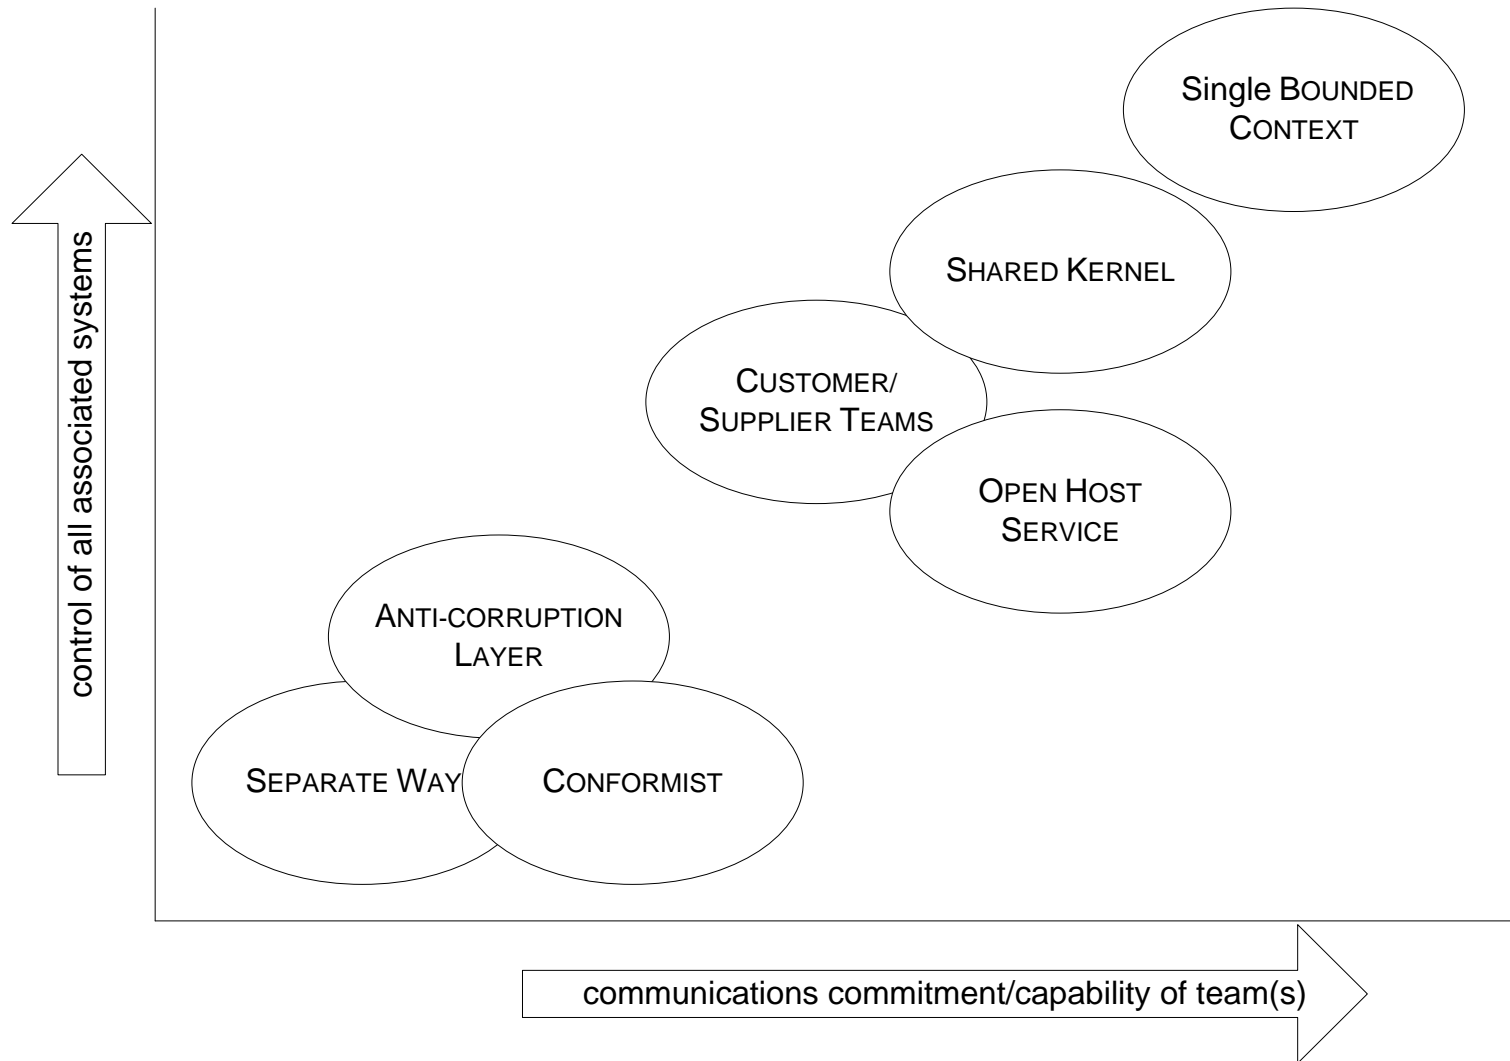 Single BOUNDED
CONTEXT
SHARED KERNEL
control of all associated systems
CUSTOMER/
SUPPLIER TEAMS
OPEN HOST
SERVICE
ANTI-CORRUPTION
LAYER
SEPARATE WAY
CONFORMIST
communications commitment/capability of team(s)